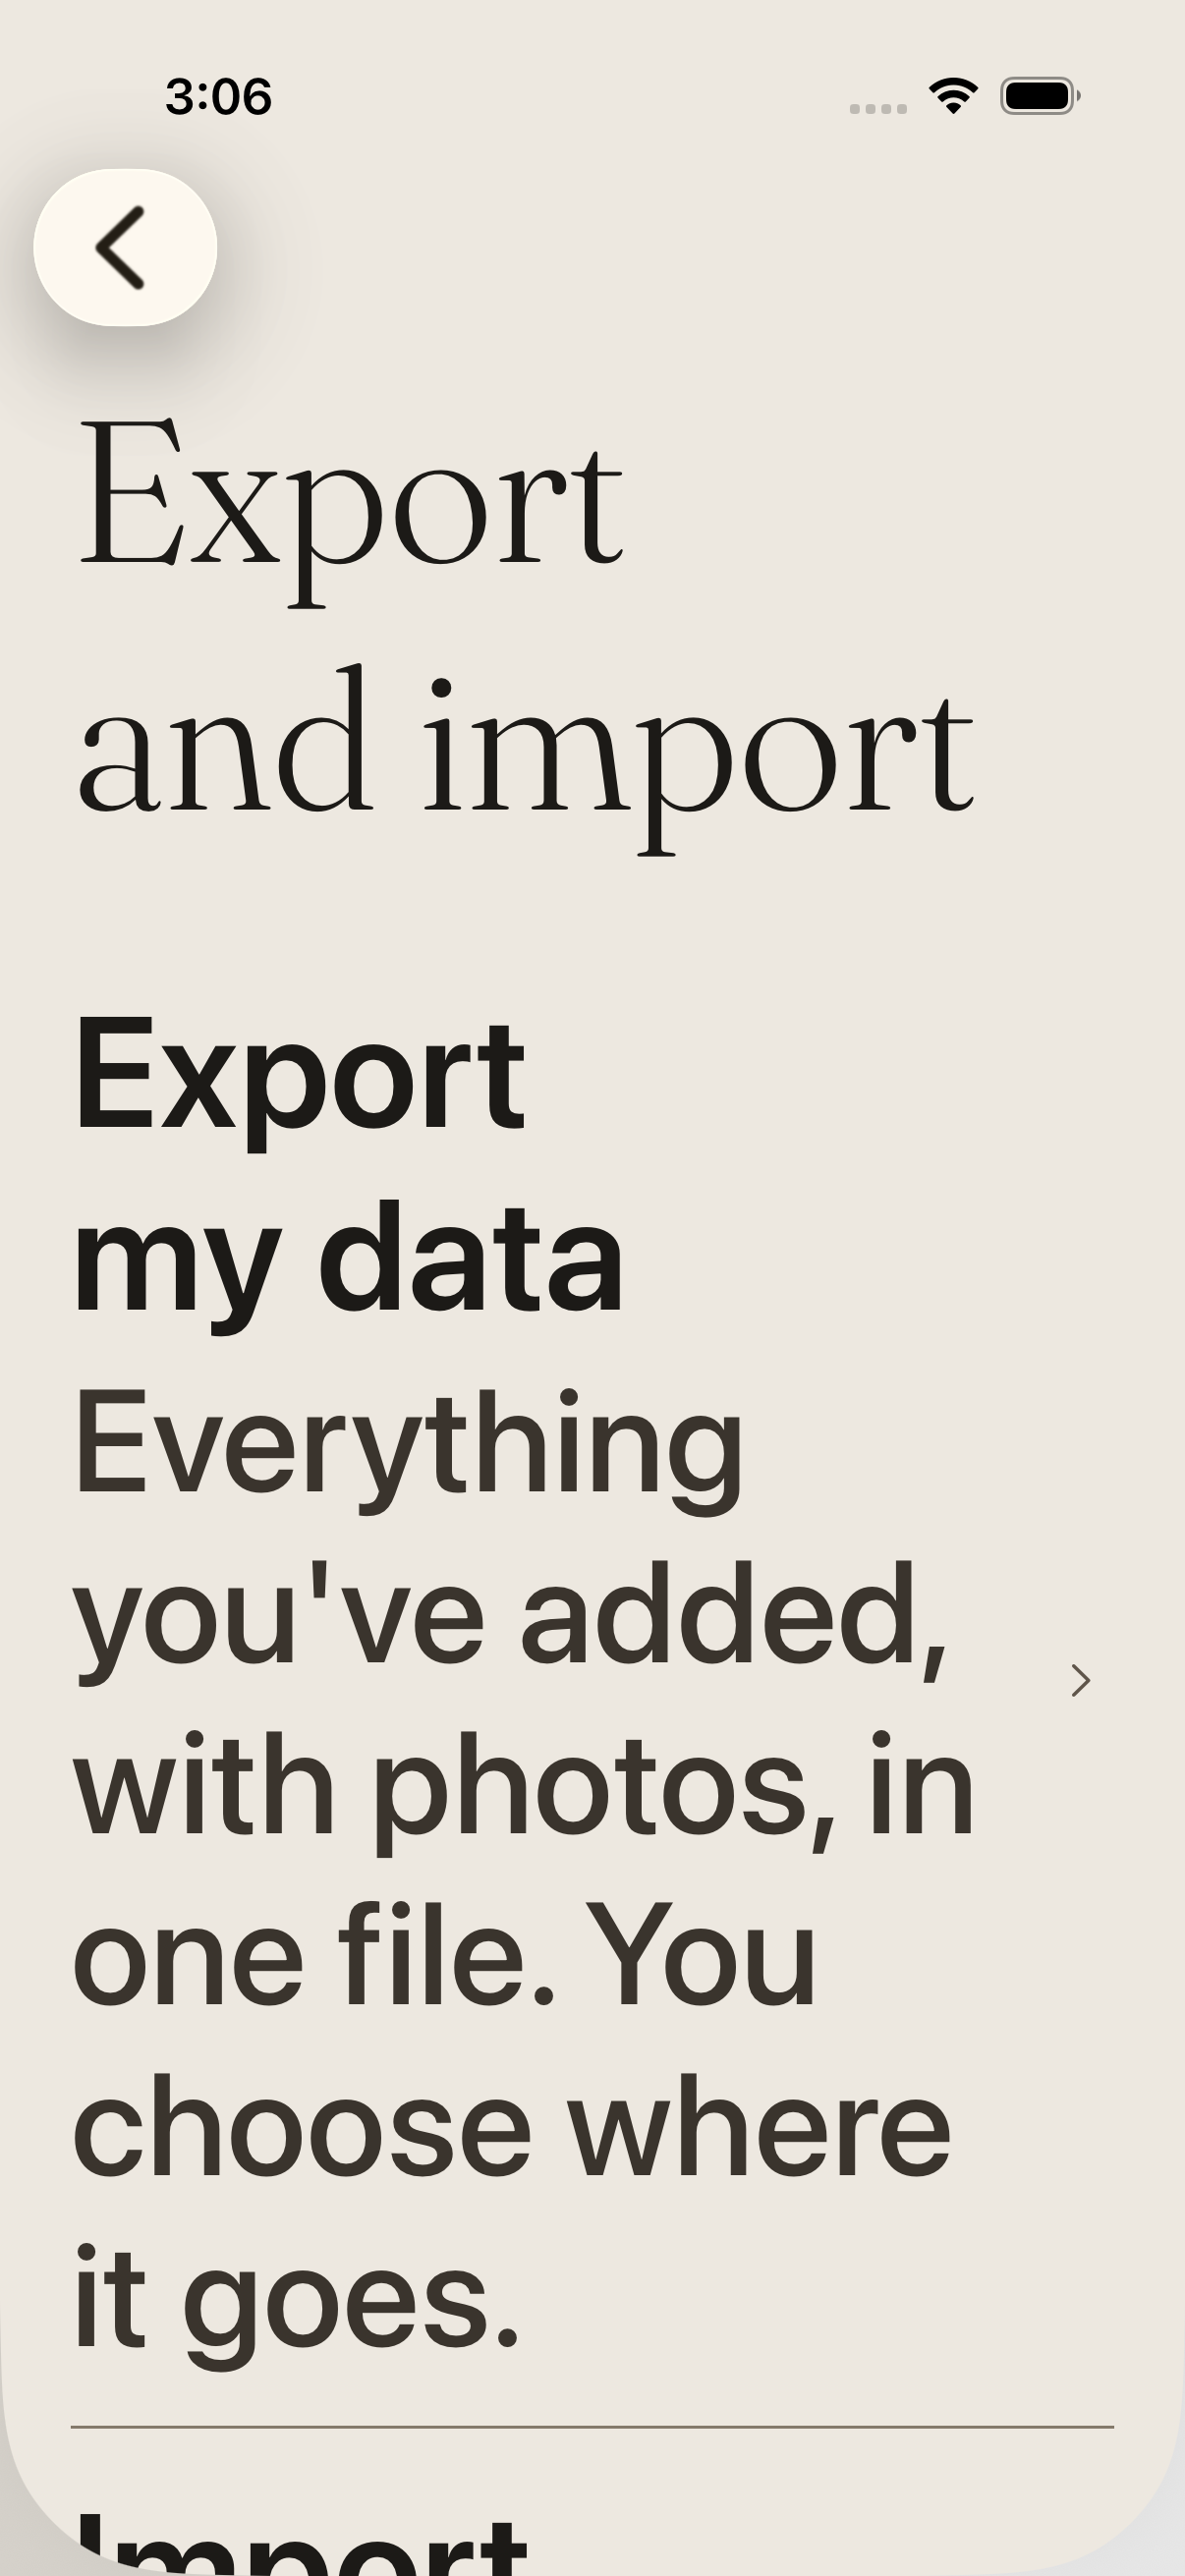 3:06
Export
and import
Export
my data
Everything
you've added,
with photos, in
one file. You
choose where
it goes.
Import